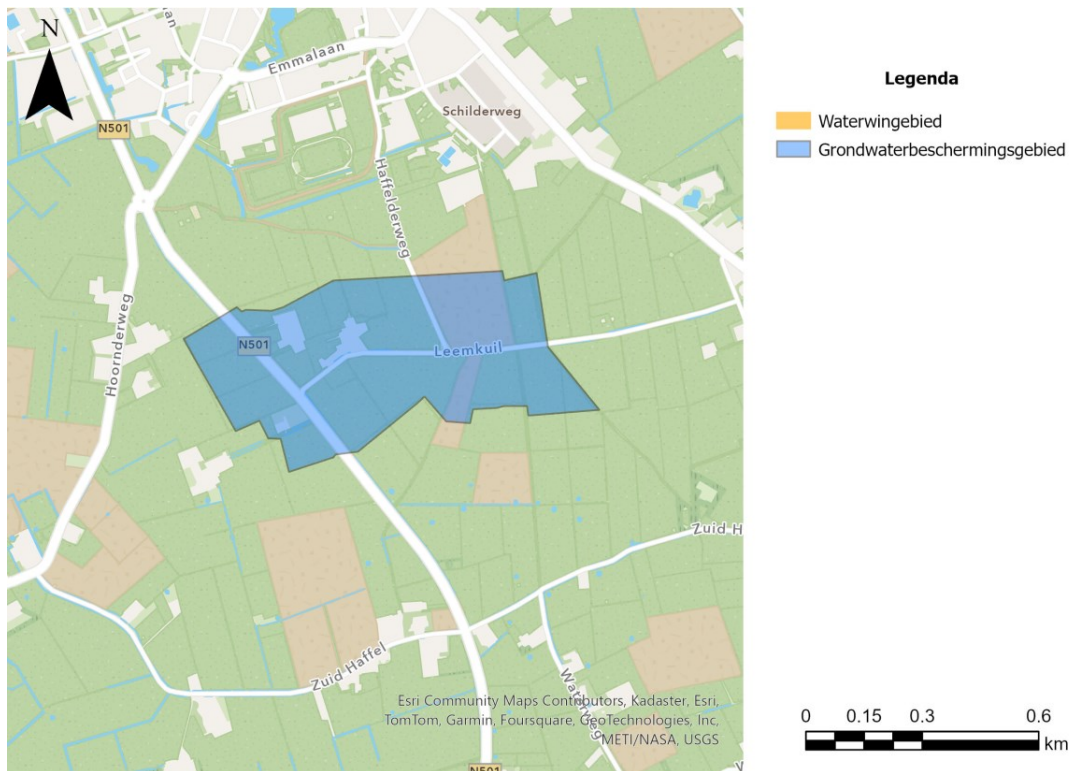 N
Emmalaan
N501
Schilderweg
Haffelderweg
Hoornderweg
N501
Leemkuil
Zuid H
Zuid Haffel
Waterweg
Esri Community Maps Contributors, Kadaster, Esri,
TomTom, Garmin, Foursquare, GeoTechnologies, Inc,
METI/NASA, USGS
N501
Legenda
Waterwingebied
Grondwaterbeschermingsgebied
0 0.15 0.3 0.6
km